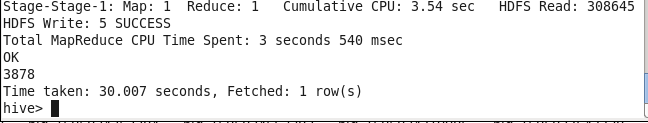 Stage-Stage-1: Map: 1  Reduce: 1   Cumulative CPU: 3.54 sec   HDFS Read: 308645
HDFS Write: 5 SUCCESS
Total MapReduce CPU Time Spent: 3 seconds 540 msec
OK
3878
Time taken: 30.007 seconds, Fetched: 1 row(s)
hive>